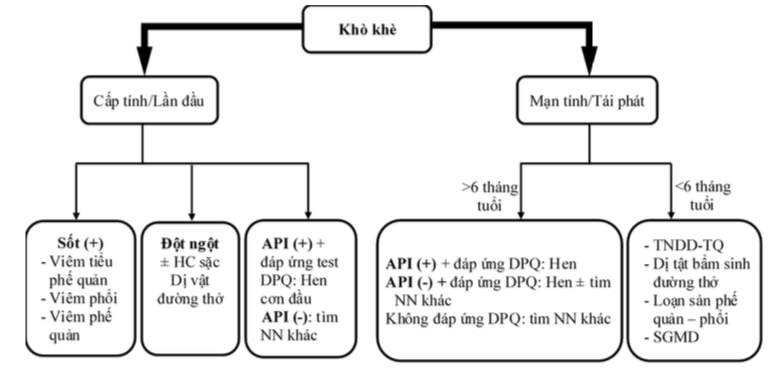 Khò khè
Cấp tính/Lần đầu
Mạn tính/Tái phát
>6 tháng
tuổi
<6 tháng
tuổi
Sốt (+)
- Viêm tiểu
phế quản
- Viêm phổi
- Viêm phế
quản
Đột ngột
± HC sặc
Dị vật
đường thở
API (+) +
đáp ứng test
DPQ: Hen
cơn đầu
API (-): tìm
NN khác
API (+) + đáp ứng DPQ: Hen
API (-) + đáp ứng DPQ: Hen ± tìm
NN khác
Không đáp ứng DPQ: tìm NN khác
- TNDD-TQ
- Dị tật bẩm sinh
đường thở
- Loạn sản phế
quản – phổi
- SGMD